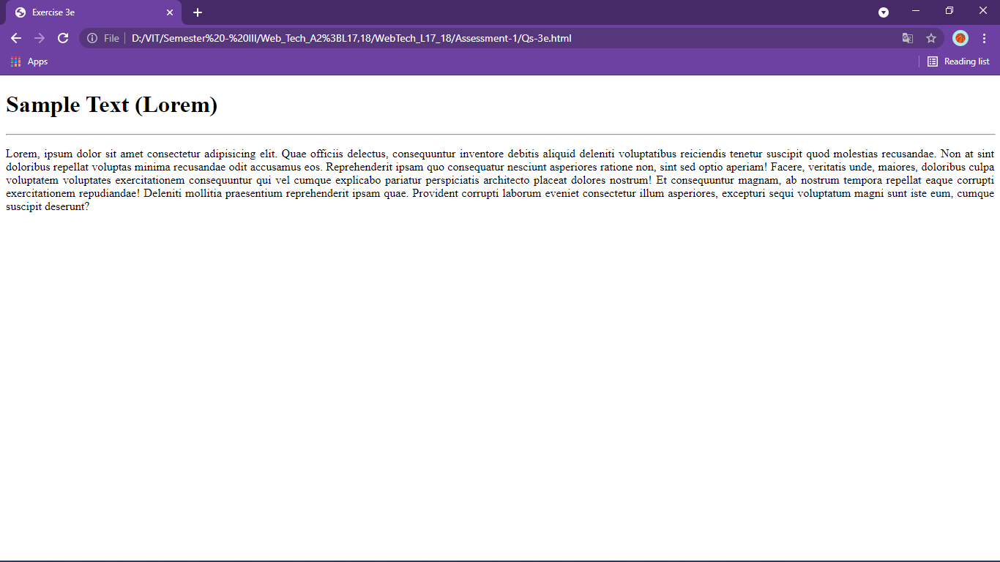 Exercise 3e
File
D:/VIT/Semester%20-%20III/Web_Tech_A2%3BL17,18/WebTech_L17_18/Assessment-1/Qs-3e.html
Apps
Reading list
Sample Text (Lorem)
Lorem, ipsum dolor sit amet consectetur adipisicing elit. Quae officiis delectus, consequuntur inventore debitis aliquid deleniti voluptatibus reiciendis tenetur suscipit quod molestias recusandae. Non at sint
doloribus repellat voluptas minima recusandae odit accusamus eos. Reprehenderit ipsam quo consequatur nesciunt asperiores ratione non, sint sed optio aperiam! Facere, veritatis unde, maiores, doloribus culpa
voluptatem voluptates exercitationem consequuntur qui vel cumque explicabo pariatur perspiciatis architecto placeat dolores nostrum! Et consequuntur magnam, ab nostrum tempora repellat eaque corrupti
exercitationem repudiandae! Deleniti mollitia praesentium reprehenderit ipsam quae. Provident corrupti laborum eveniet consectetur illum asperiores, excepturi sequi voluptatum magni sunt iste eum, cumque
suscipit deserunt?